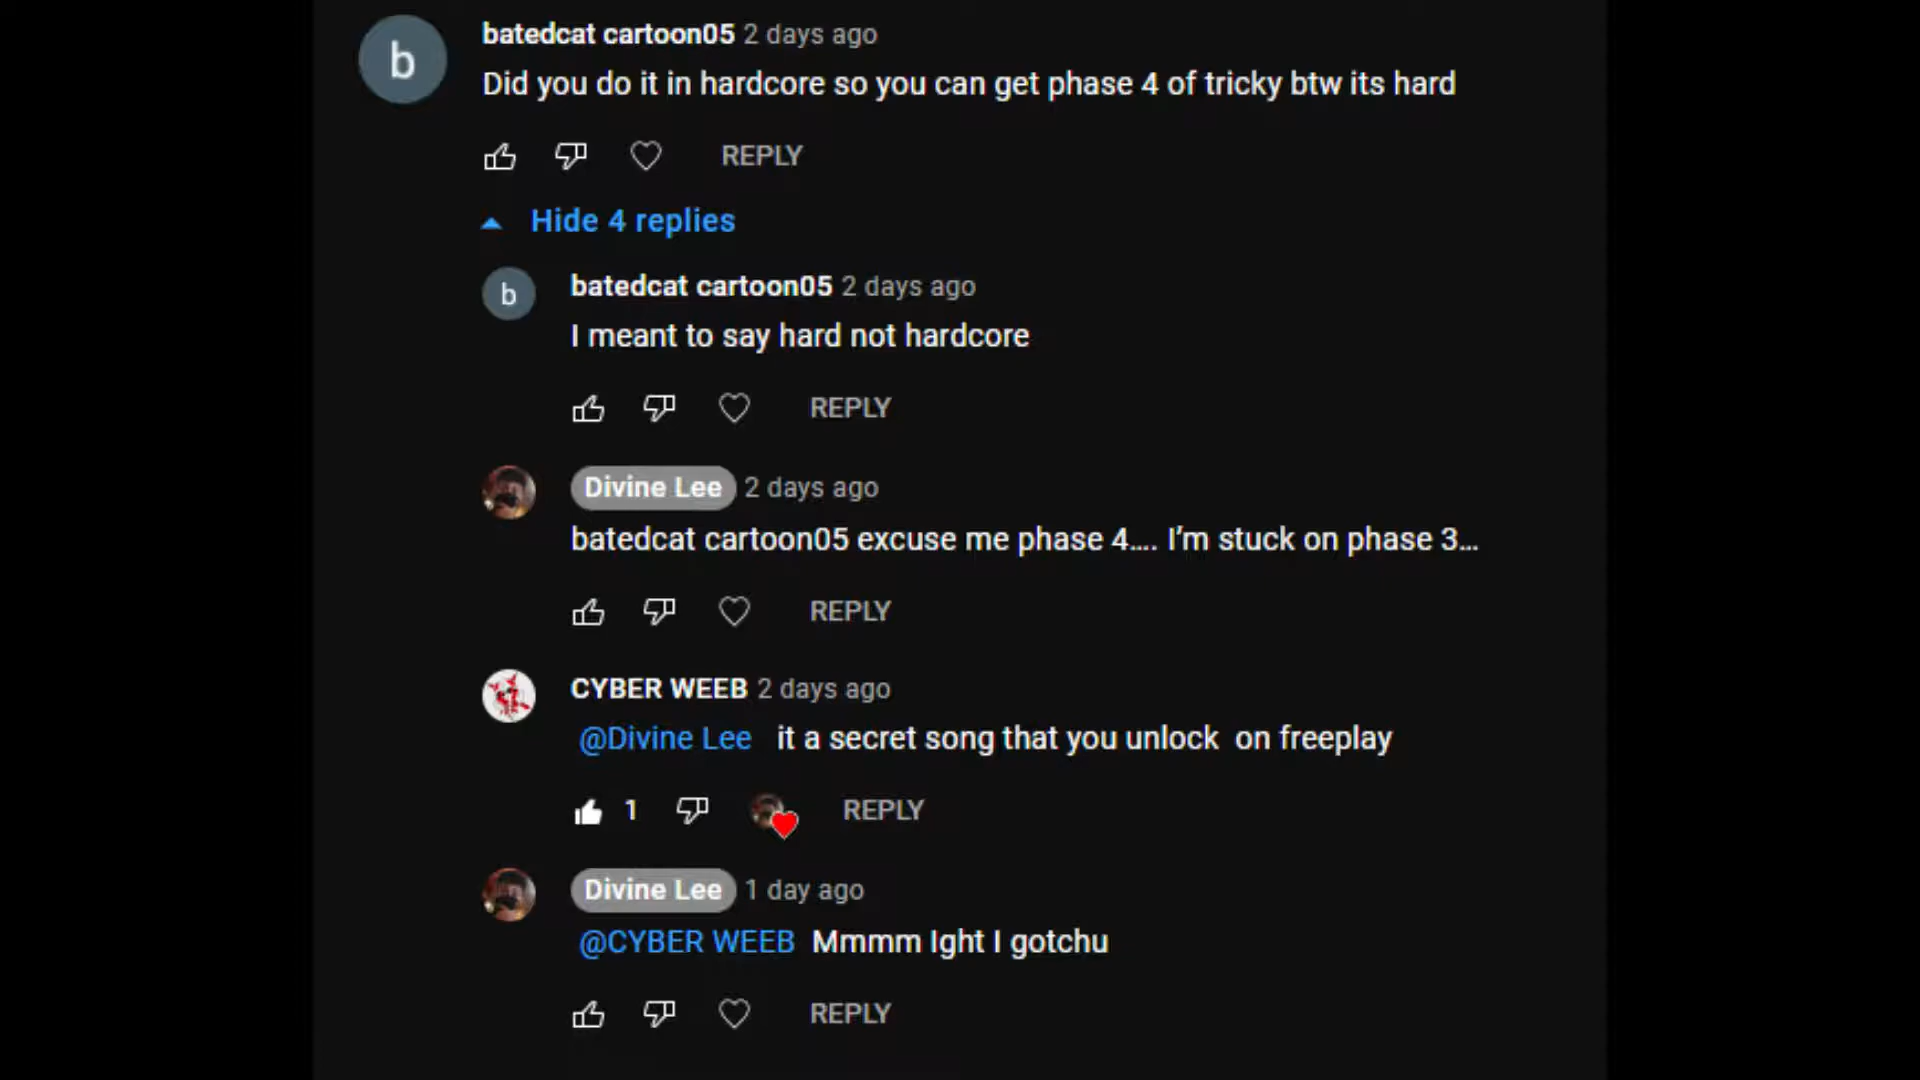 b
batedcat cartoon05 2 days ago
Did you do it in hardcore so you can get phase 4 of tricky btw its hard
REPLY
Hide 4 replies
b
batedcat cartoon05 2 days ago
I meant to say hard not hardcore
REPLY
Divine Lee 2 days ago
batedcat cartoon05 excuse me phase 4.... I'm stuck on phase 3...
REPLY
CYBER WEEB 2 days ago
@Divine Lee it a secret song that you unlock on freeplay
1 REPLY
Divine Lee 1 day ago
@CYBER WEEB Mmmm Ight I gotchu
REPLY